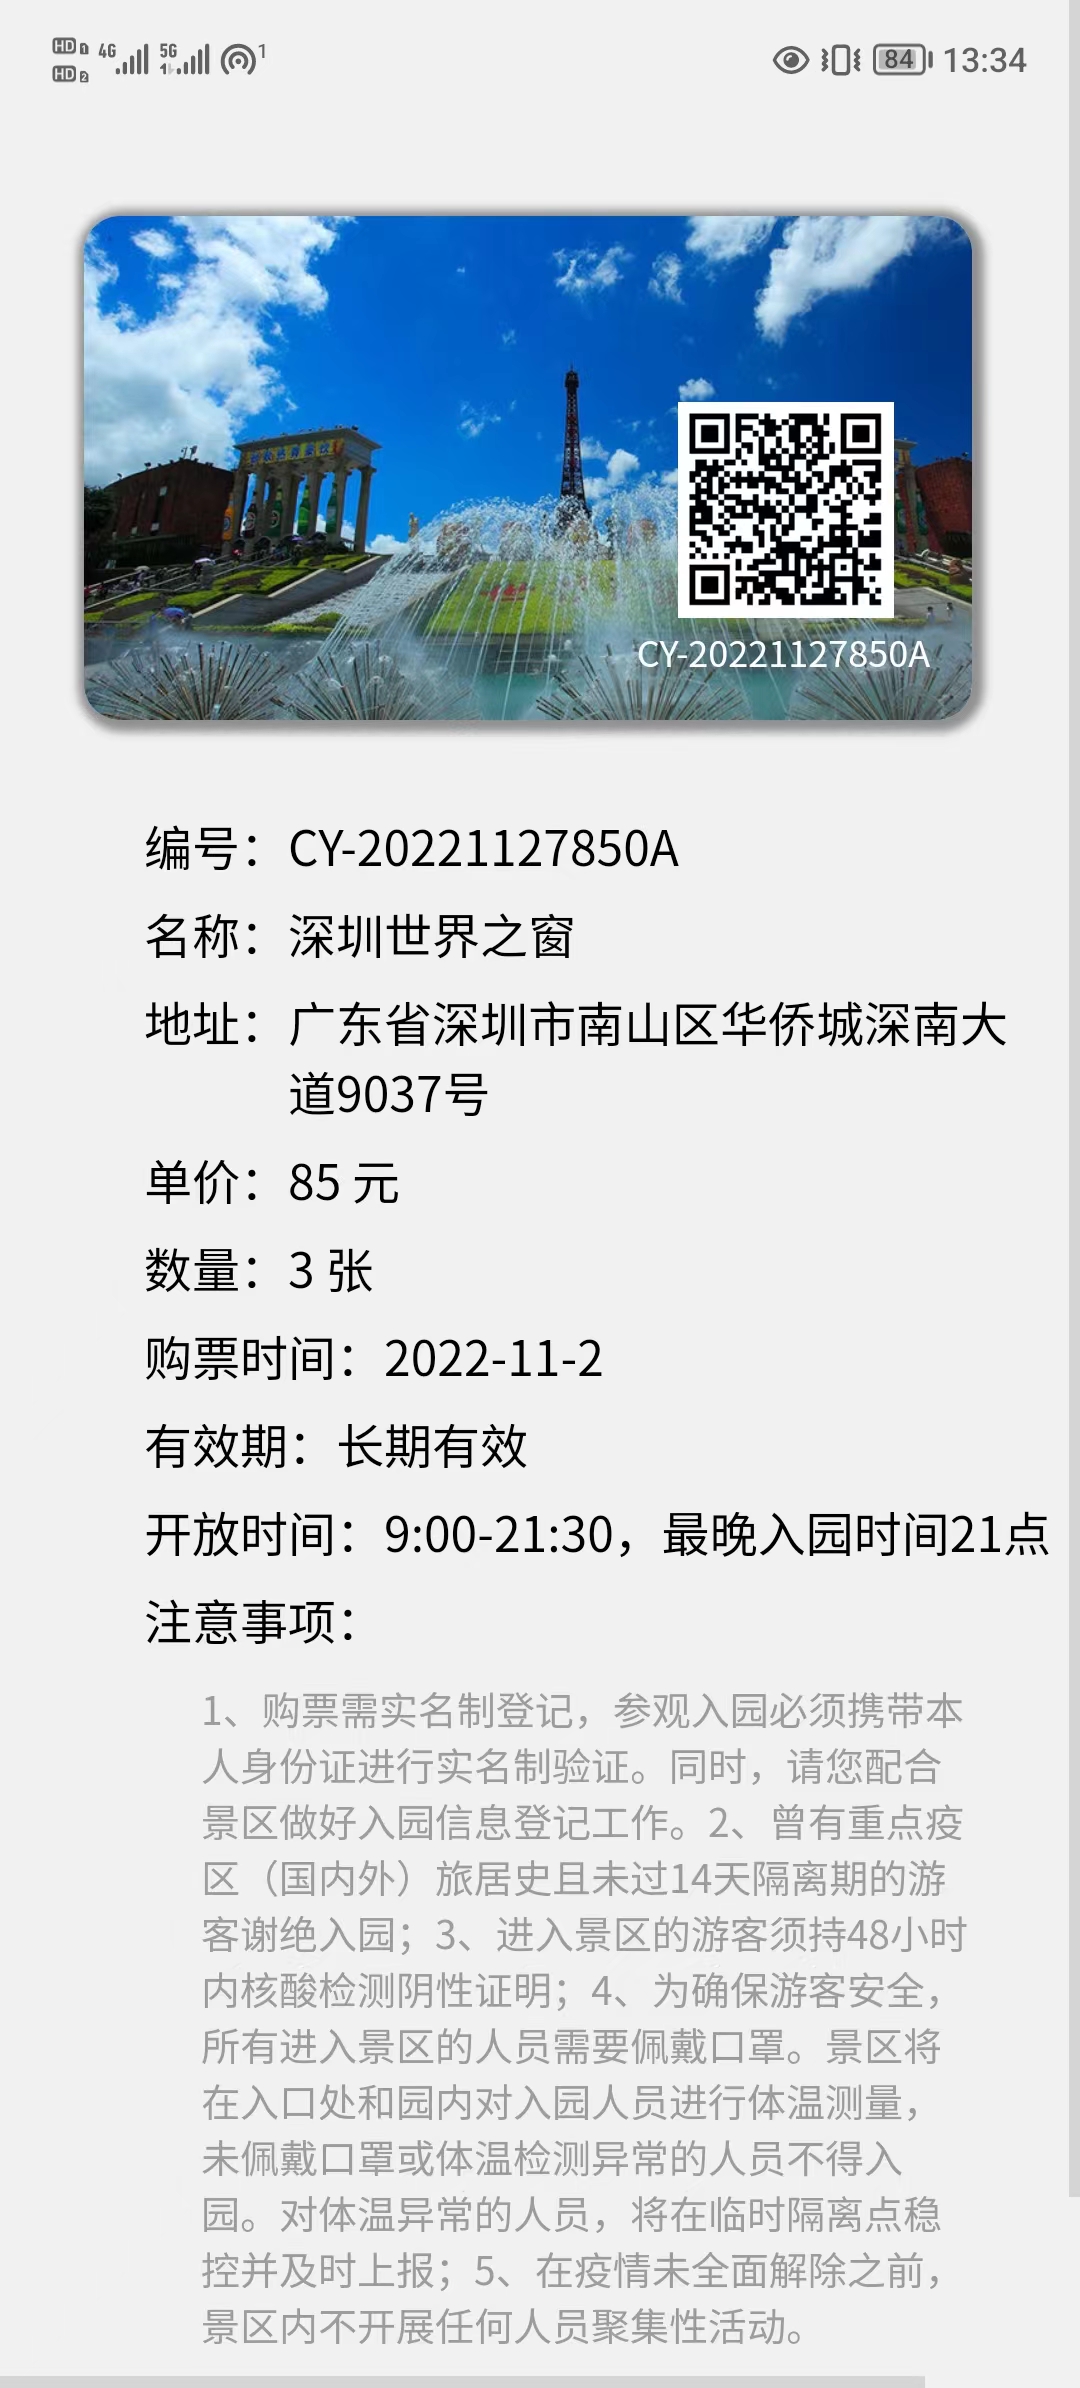 HD 1 4G 5G 1
HD 2
84 13:34
CY-20221127850A
编号：CY-20221127850A
名称：深圳世界之窗
地址：广东省深圳市南山区华侨城深南大
道9037号
单价：85 元
数量：3 张
购票时间：2022-11-2
有效期：长期有效
开放时间：9:00-21:30，最晚入园时间21点
注意事项：
1、购票需实名制登记，参观入园必须携带本
人身份证进行实名制验证。同时，请您配合
景区做好入园信息登记工作。2、曾有重点疫
区（国内外）旅居史且未过14天隔离期的游
客谢绝入园；3、进入景区的游客须持48小时
内核酸检测阴性证明；4、为确保游客安全，
所有进入景区的人员需要佩戴口罩。景区将
在入口处和园内对入园人员进行体温测量，
未佩戴口罩或体温检测异常的人员不得入
园。对体温异常的人员，将在临时隔离点稳
控并及时上报；5、在疫情未全面解除之前，
景区内不开展任何人员聚集性活动。